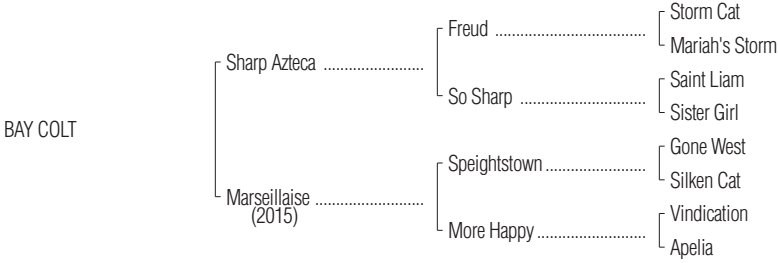 Storm Cat
Freud ..............................
Mariah's Storm
Sharp Azteca ....................
Saint Liam
So Sharp .........................
Sister Girl
BAY COLT
Gone West
Speightstown ....................
Silken Cat
Marseillaise ......................
(2015)
Vindication
More Happy ......................
Apelia